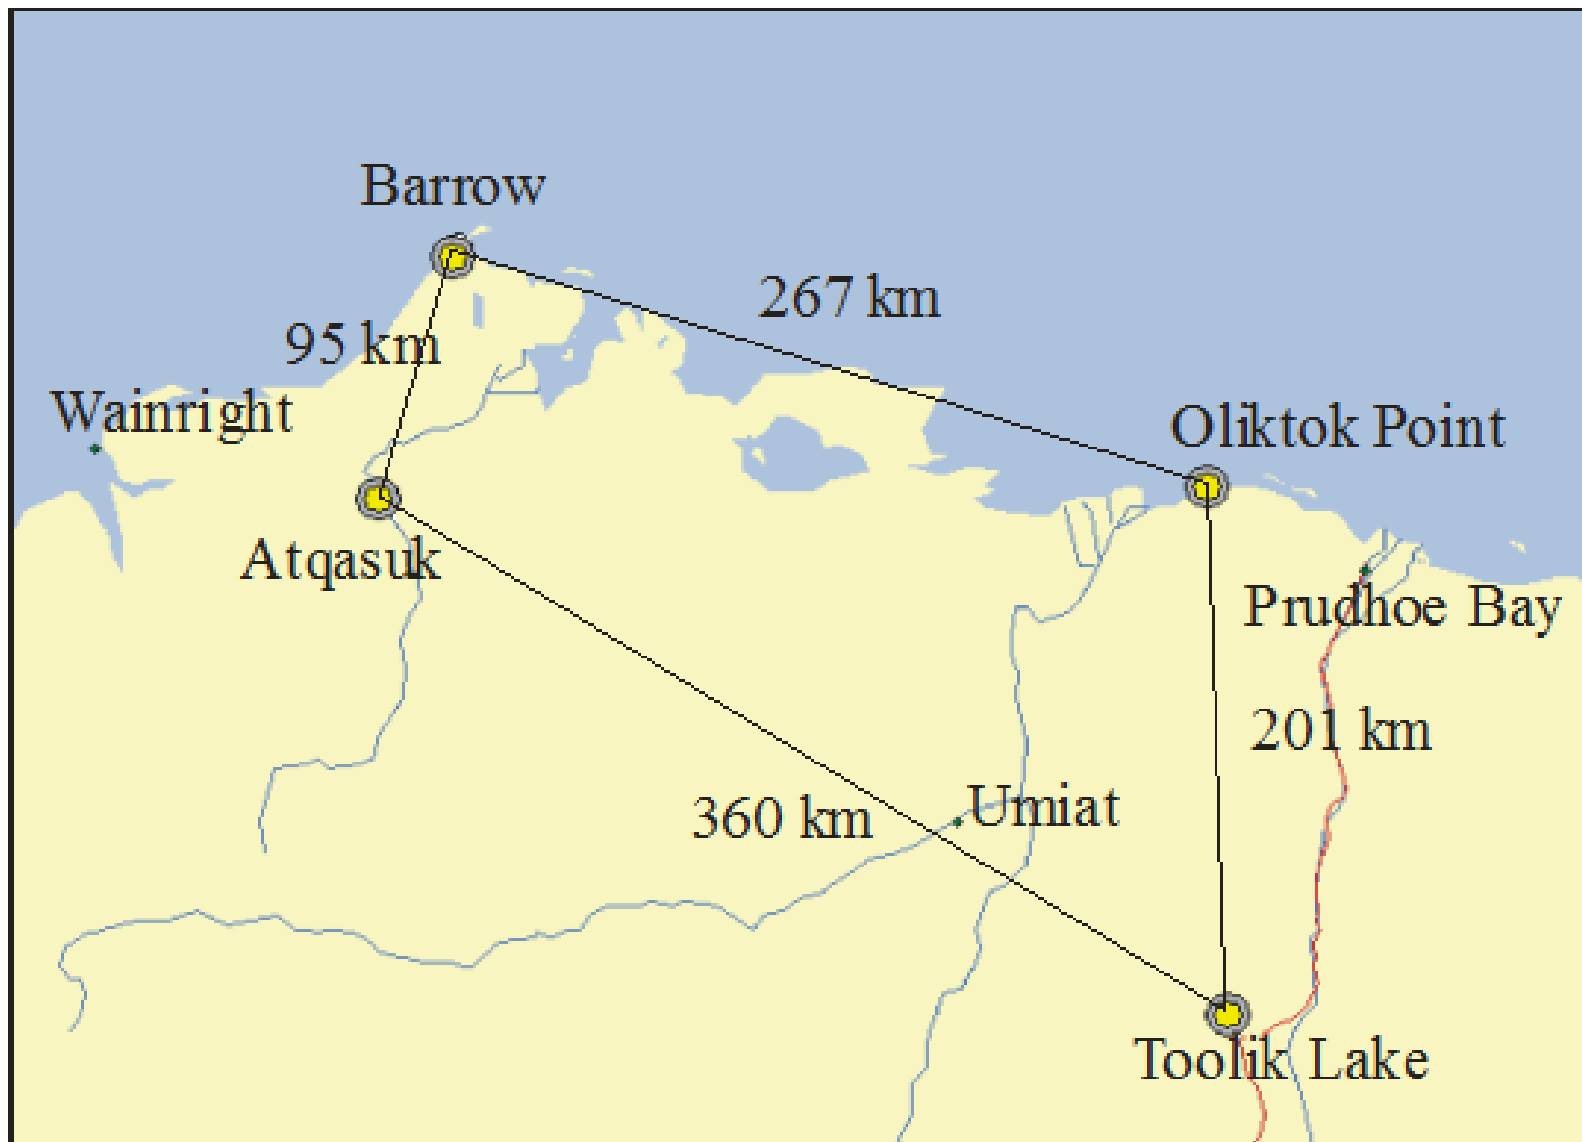 Barrow
267 km
95 km
Wainright
Oliktok Point
Atqasuk
Prudhoe Bay
201 km
360 km
Umiat
Toolik Lake